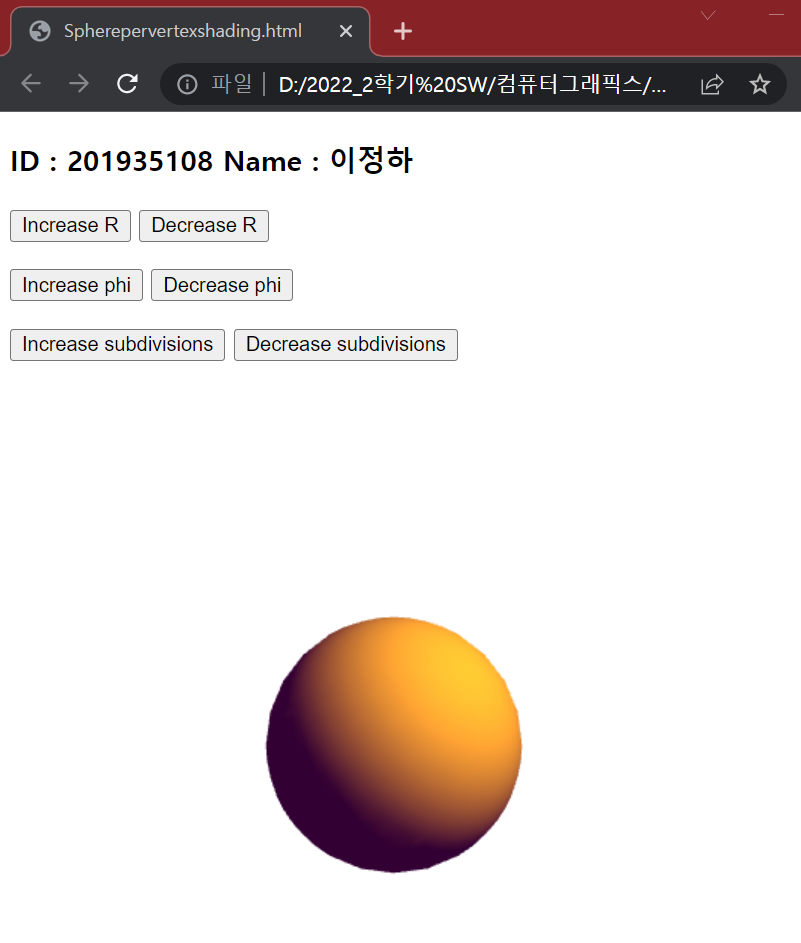 Spherepervertexshading.html
파일 D:/2022_2학기%20SW/컴퓨터그래픽스/...
ID : 201935108 Name : 이정하
Increase R Decrease R
Increase phi Decrease phi
Increase subdivisions Decrease subdivisions